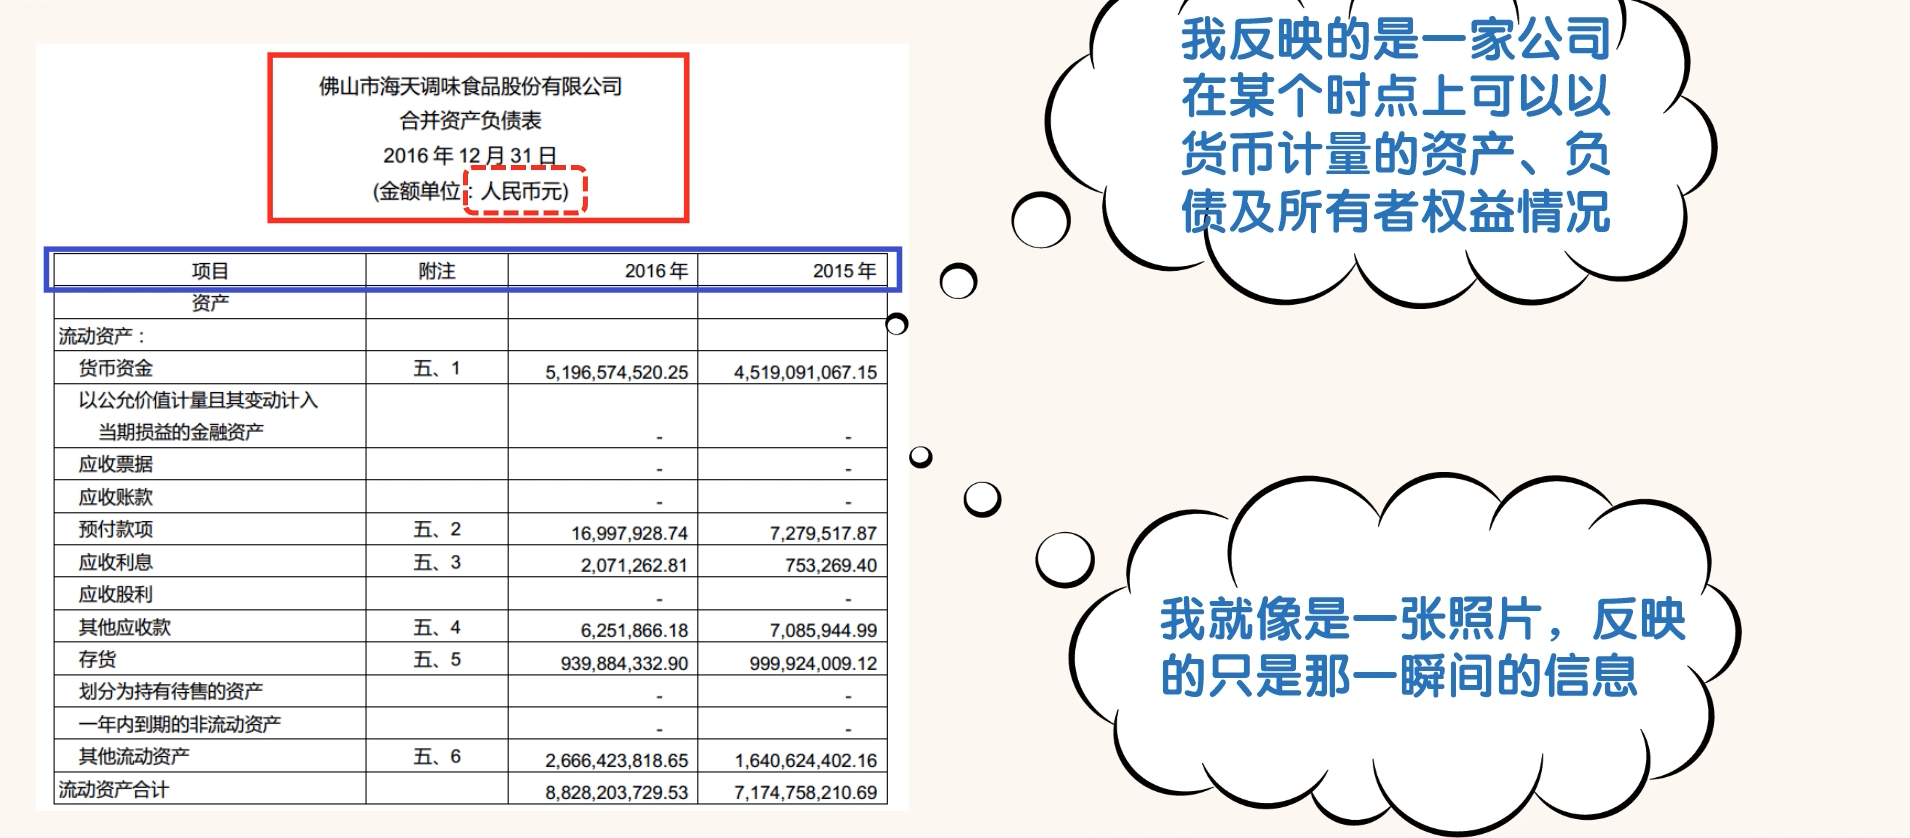 佛山市海天调味食品股份有限公司
合并资产负债表
2016 年 12 月 31 日
(金额单位：人民币元)
项目 附注 2016 年 2015 年
资产
流动资产：
货币资金 五、1 5,196,574,520.25 4,519,091,067.15
以公允价值计量且其变动计入
当期损益的金融资产 - -
应收票据 - -
应收账款 - -
预付款项 五、2 16,997,928.74 7,279,517.87
应收利息 五、3 2,071,262.81 753,269.40
应收股利 - -
其他应收款 五、4 6,251,866.18 7,085,944.99
存货 五、5 939,884,332.90 999,924,009.12
划分为持有待售的资产 - -
一年内到期的非流动资产 - -
其他流动资产 五、6 2,666,423,818.65 1,640,624,402.16
流动资产合计 8,828,203,729.53 7,174,758,210.69
我反映的是一家公司
在某个时点上可以以
货币计量的资产、负
债及所有者权益情况
我就像是一张照片，反映
的只是那一瞬间的信息